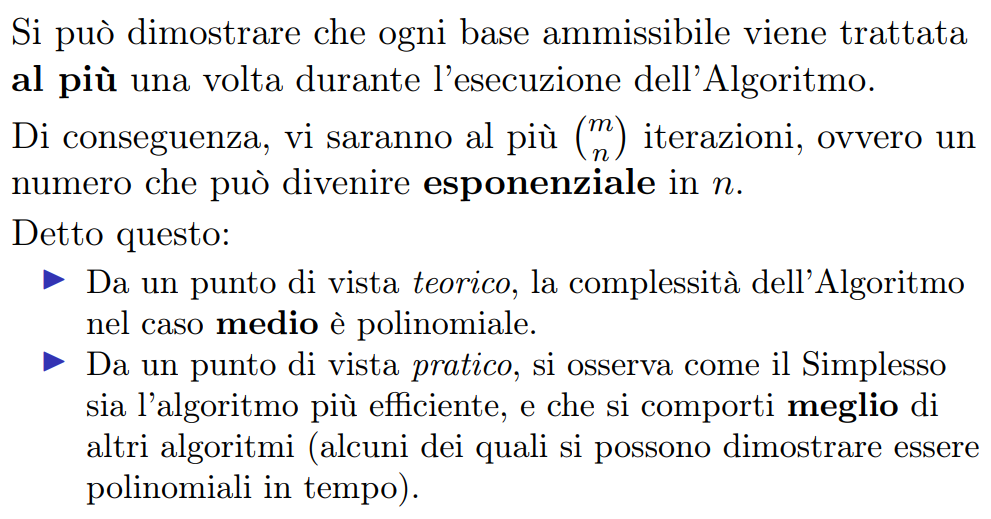 Si può dimostrare che ogni base ammissibile viene trattata
al più una volta durante l'esecuzione dell'Algoritmo.
Di conseguenza, vi saranno al più (m n) iterazioni, ovvero un
numero che può divenire esponenziale in n.
Detto questo:
▶ Da un punto di vista teorico, la complessità dell'Algoritmo
nel caso medio è polinomiale.
▶ Da un punto di vista pratico, si osserva come il Simplesso
sia l'algoritmo più efficiente, e che si comporti meglio di
altri algoritmi (alcuni dei quali si possono dimostrare essere
polinomiali in tempo).